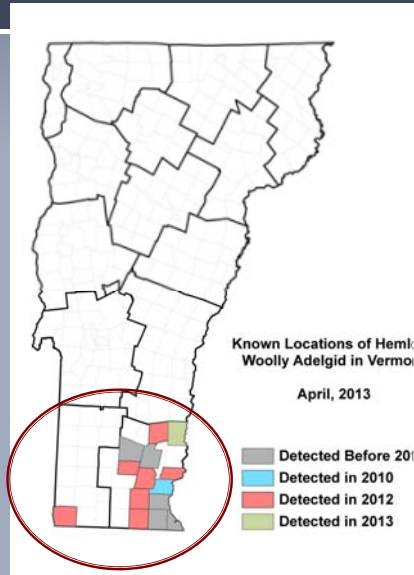 Known Locations of
Woolly Adelgid in
April, 2013
Detected Before
Detected in 2010
Detected in 2012
Detected in 2013